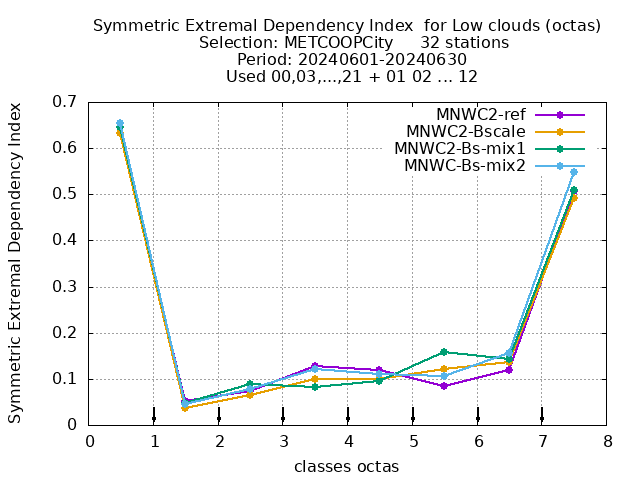 Symmetric Extremal Dependency Index  for Low clouds (octas)
Selection: METCOOPCity     32 stations
Period: 20240601-20240630
Used 00,03,...,21 + 01 02 ... 12
Symmetric Extremal Dependency Index
0.7
0.6
0.5
0.4
0.3
0.2
0.1
0
MNWC2-ref
MNWC2-Bscale
MNWC2-Bs-mix1
MNWC-Bs-mix2
0 1 2 3 4 5 6 7 8
classes octas